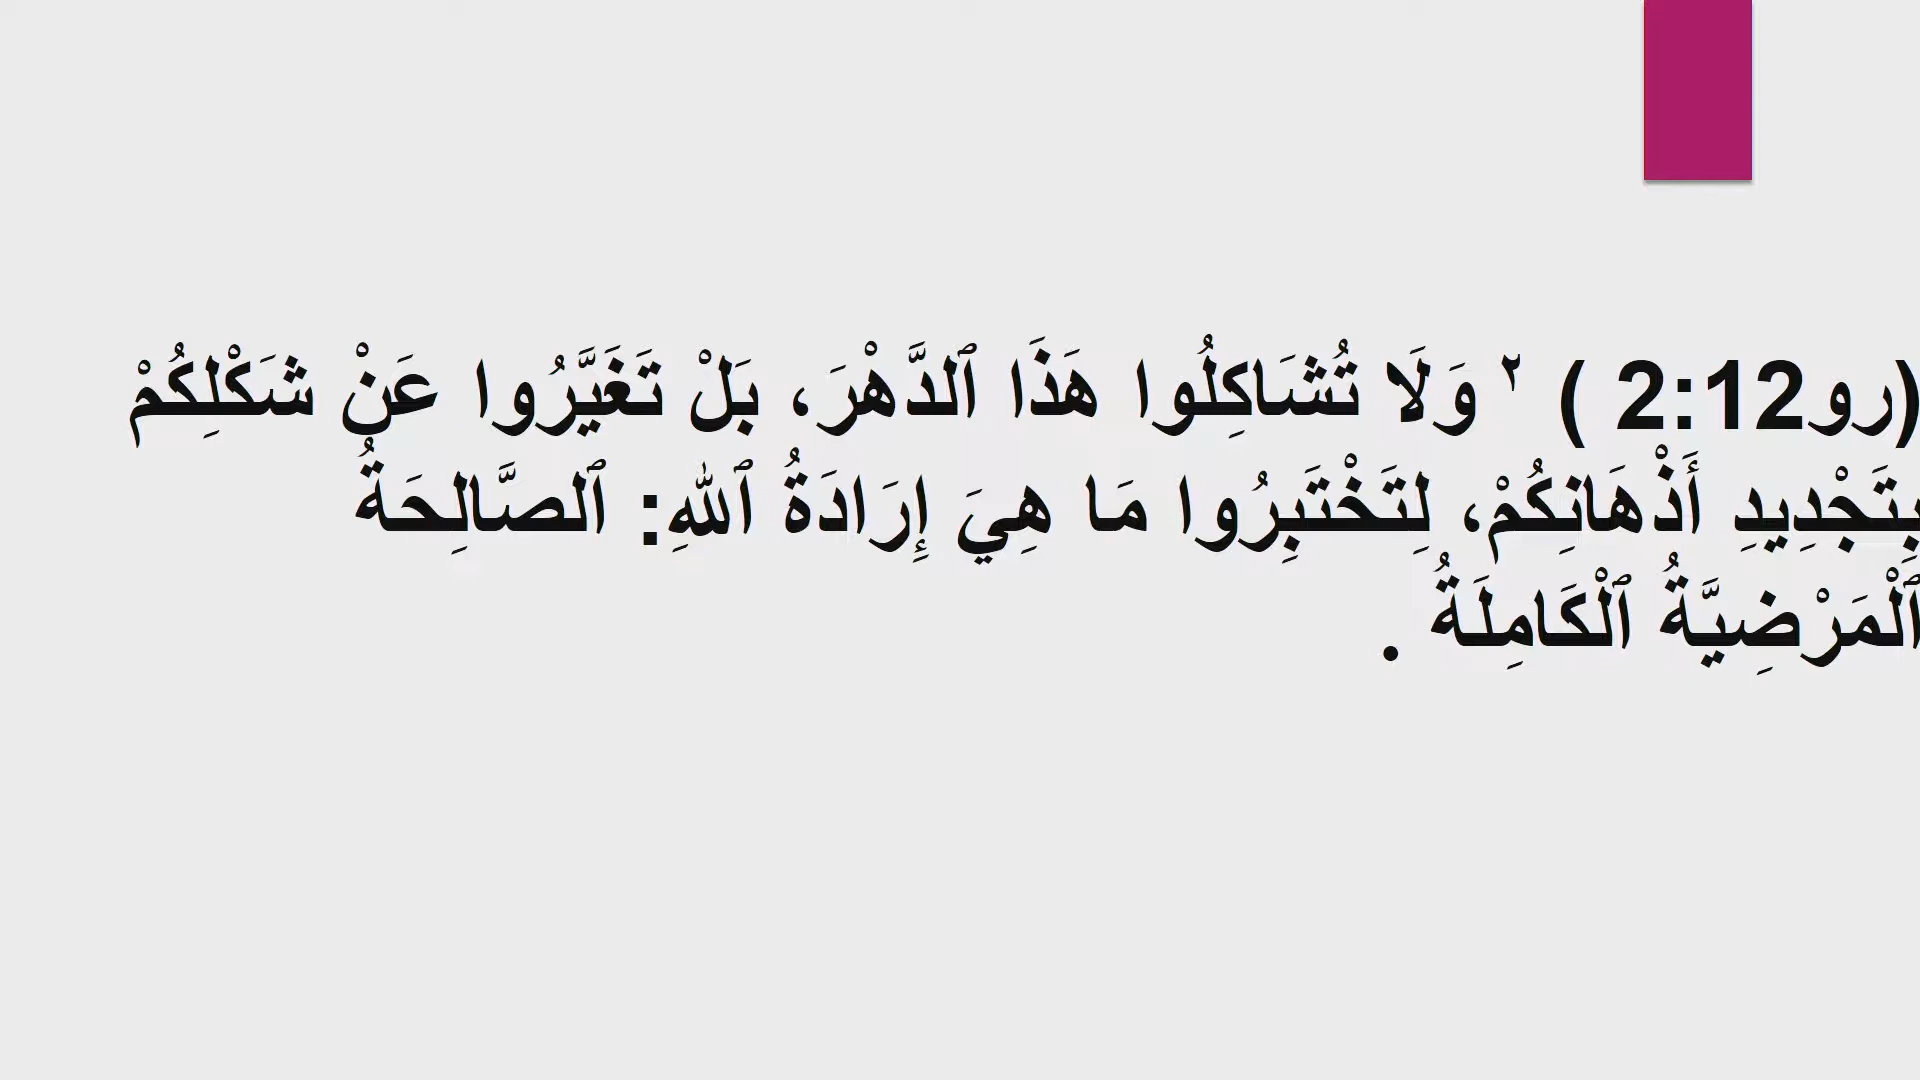 (رو2:12 ) ٢ وَلَا تُشَاكِلُوا هَذَا ٱلدَّهْرَ، بَلْ تَغَيَّرُوا عَنْ شَكْلِكُمْ
بِتَجْدِيدِ أَذْهَانِكُمْ، لِتَخْتَبِرُوا مَا هِيَ إِرَادَةُ ٱللهِ: ٱلصَّالِحَةُ
ٱلْمَرْضِيَّةُ ٱلْكَامِلَةُ .